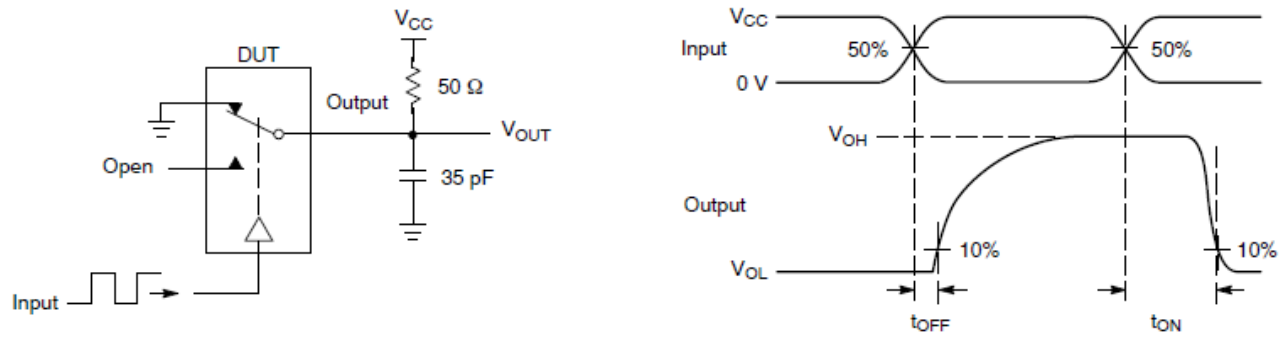 VCC
DUT
50 Ω
Output
VOUT
Open
35 pF
Input
VCC
Input
50%
50%
0 V
VOH
Output
10%
10%
VOL
tOFF
tON